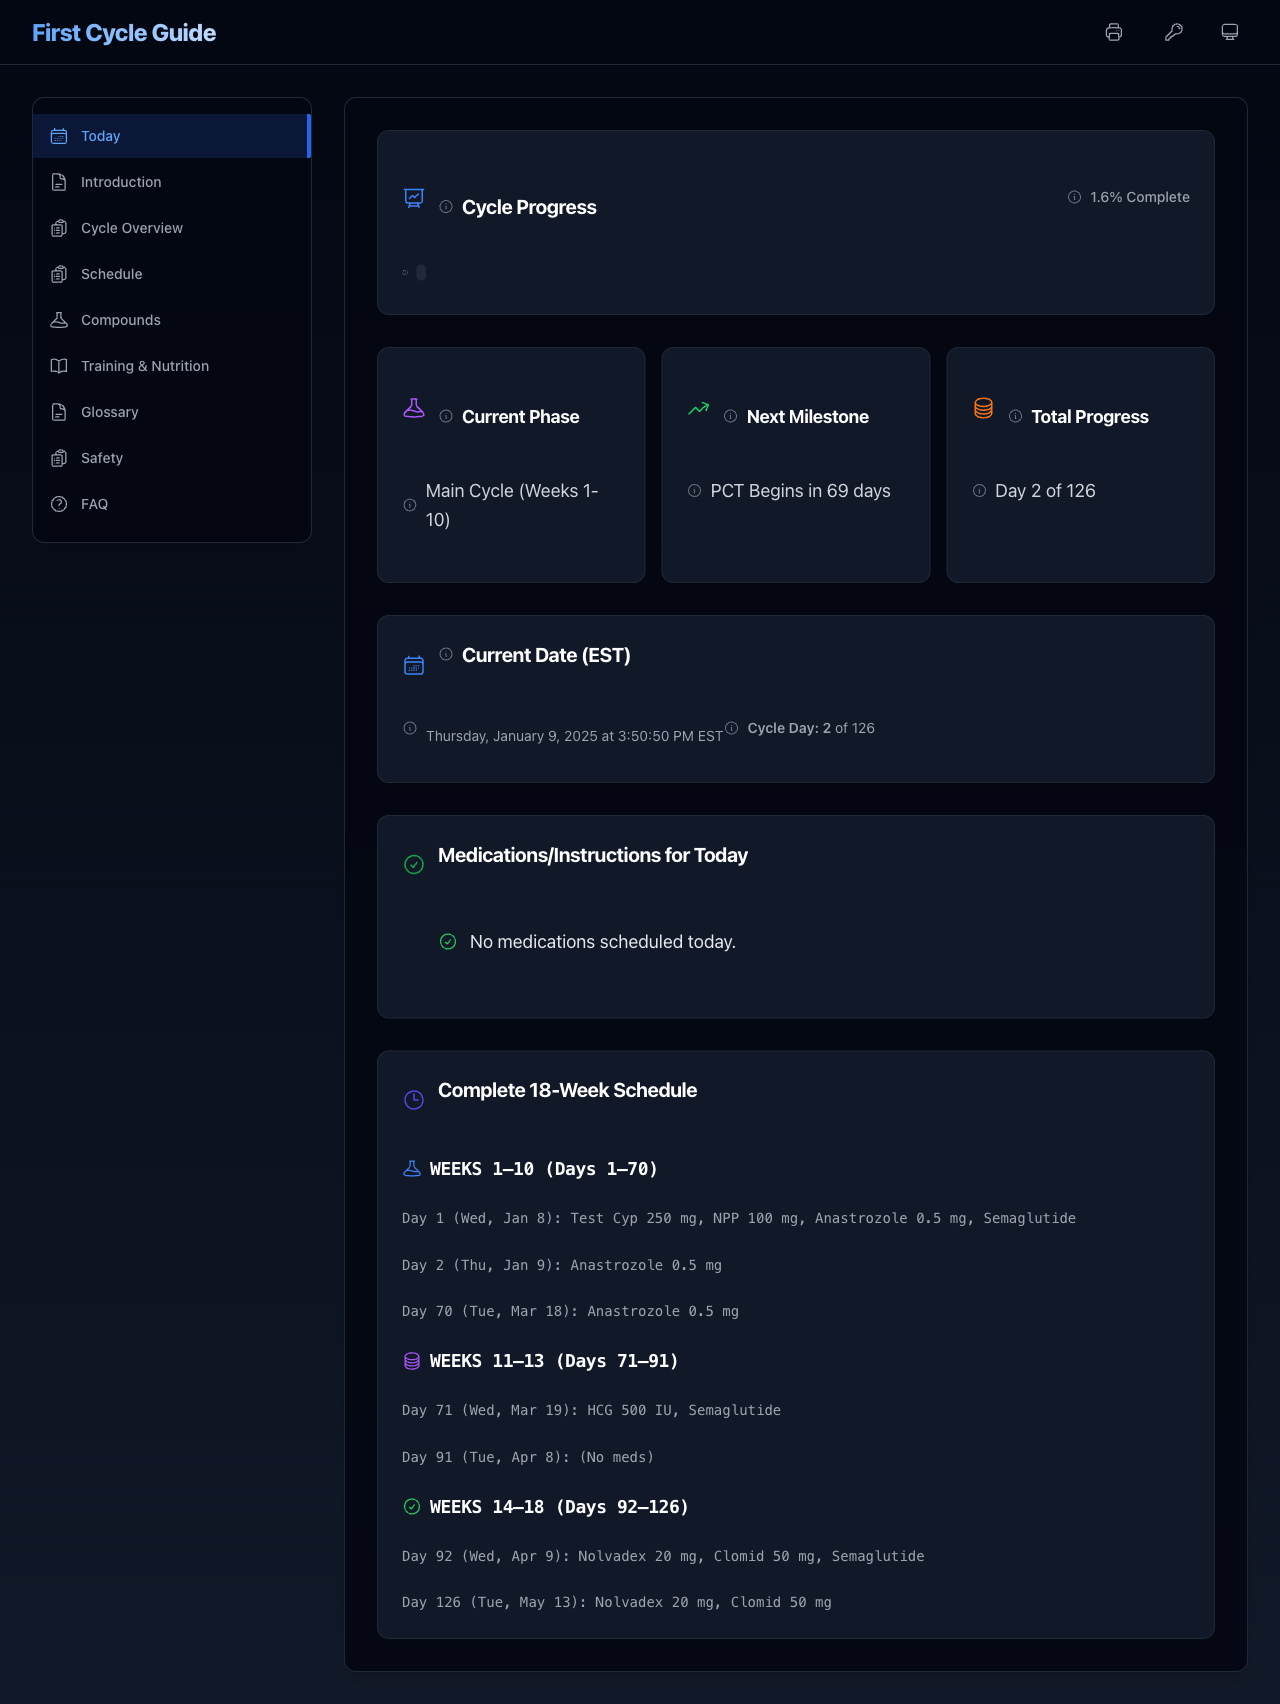 First Cycle Guide
Today
Introduction
Cycle Overview
Schedule
Compounds
Training & Nutrition
Glossary
Safety
FAQ
Cycle Progress
1.6% Complete
Current Phase
Main Cycle (Weeks 1-
10)
Next Milestone
PCT Begins in 69 days
Total Progress
Day 2 of 126
Current Date (EST)
Thursday, January 9, 2025 at 3:50:50 PM EST
Cycle Day: 2 of 126
Medications/Instructions for Today
No medications scheduled today.
Complete 18-Week Schedule
WEEKS 1–10 (Days 1–70)
Day 1 (Wed, Jan 8): Test Cyp 250 mg, NPP 100 mg, Anastrozole 0.5 mg, Semaglutide
Day 2 (Thu, Jan 9): Anastrozole 0.5 mg
Day 70 (Tue, Mar 18): Anastrozole 0.5 mg
WEEKS 11–13 (Days 71–91)
Day 71 (Wed, Mar 19): HCG 500 IU, Semaglutide
Day 91 (Tue, Apr 8): (No meds)
WEEKS 14–18 (Days 92–126)
Day 92 (Wed, Apr 9): Nolvadex 20 mg, Clomid 50 mg, Semaglutide
Day 126 (Tue, May 13): Nolvadex 20 mg, Clomid 50 mg